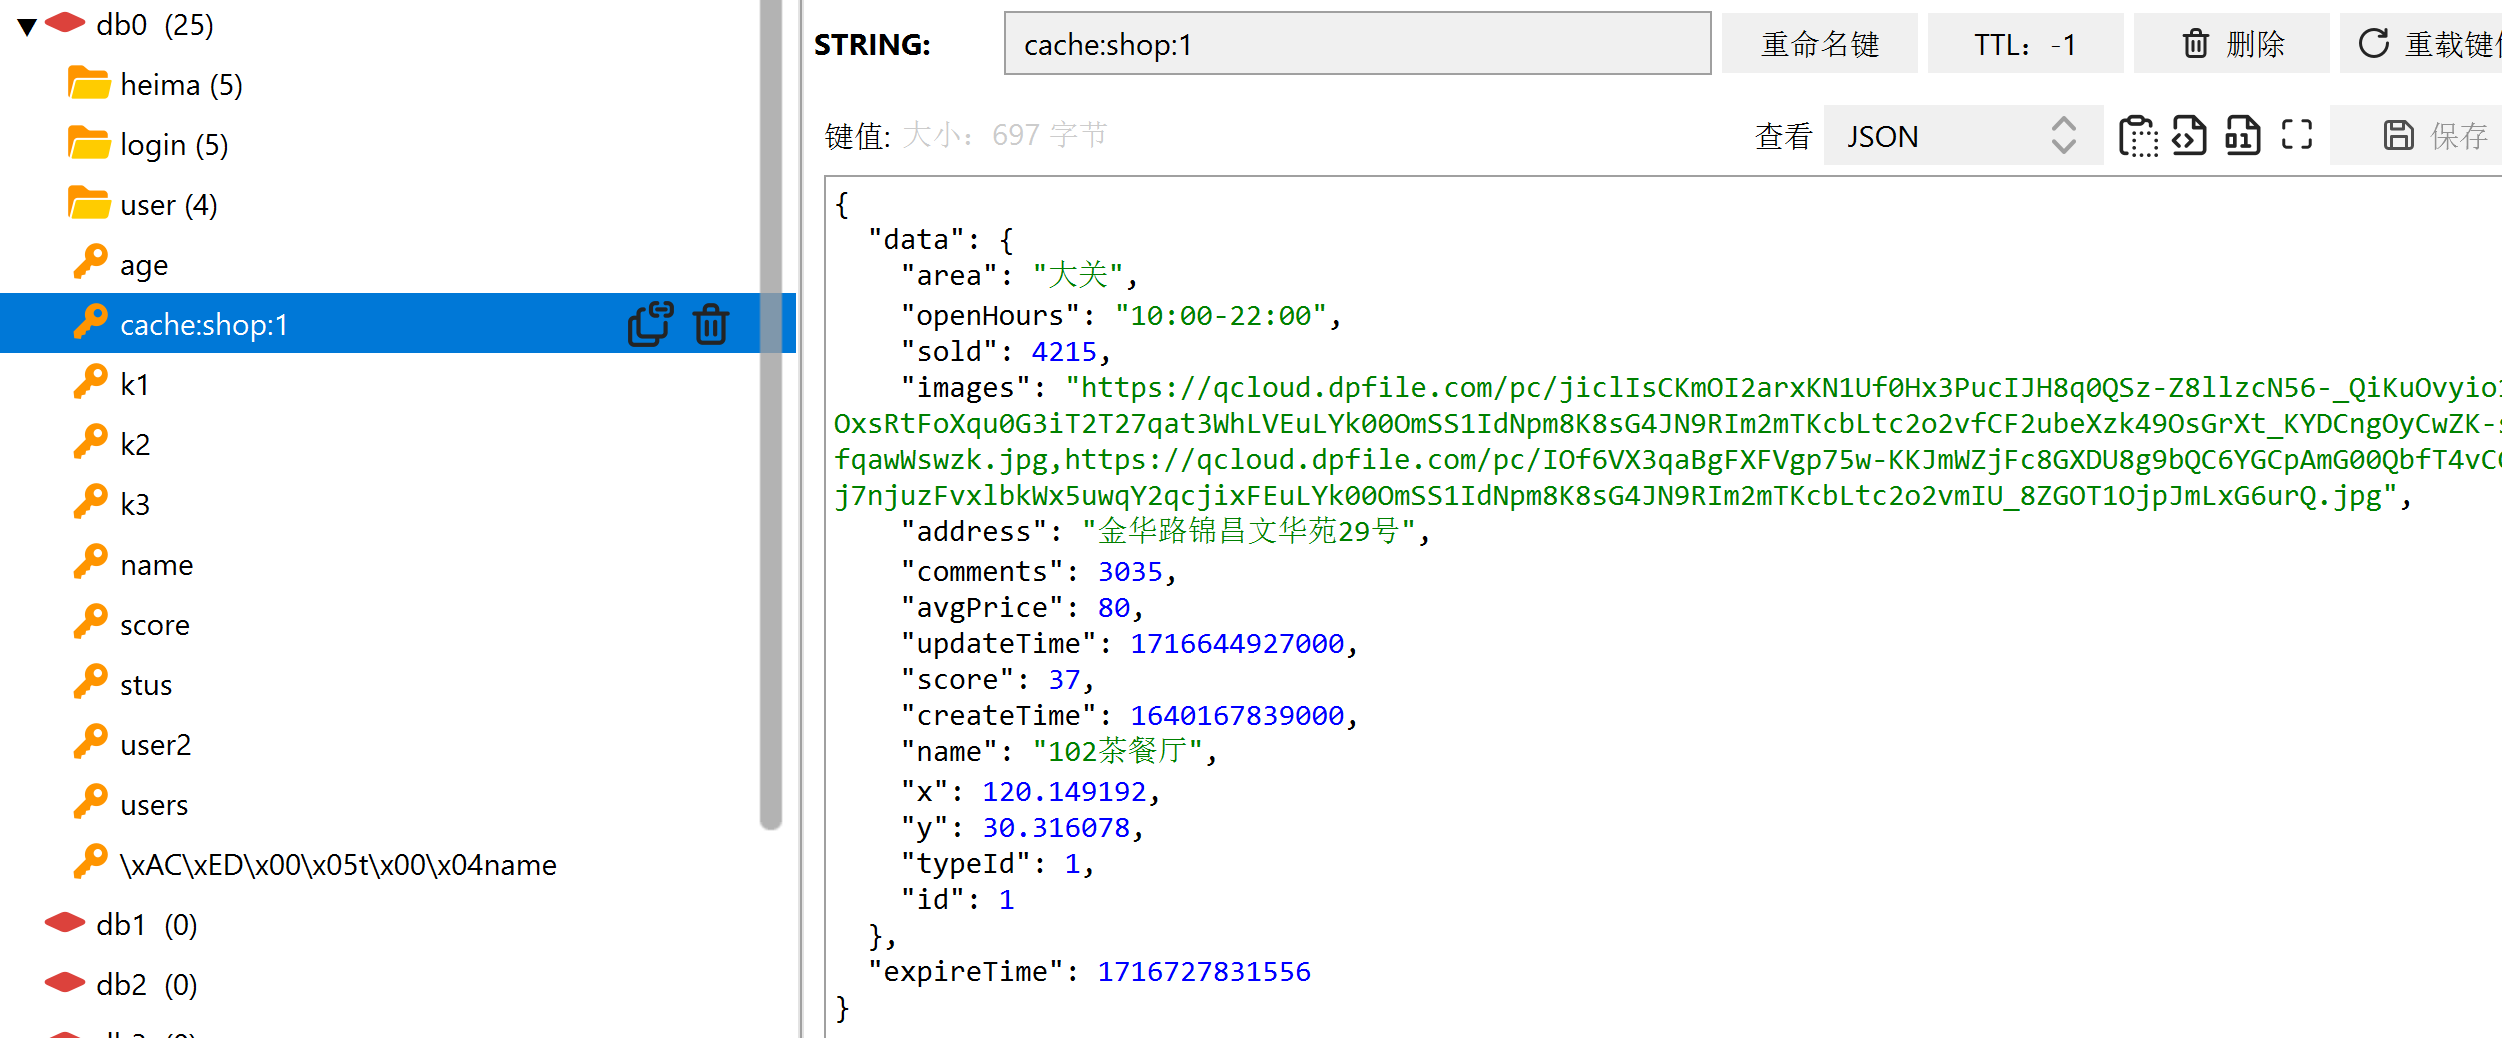 db0 (25)
heima (5)
login (5)
user (4)
age
cache:shop:1
k1
k2
k3
name
score
stus
user2
users
\xAC\xED\x00\x05t\x00\x04name
db1 (0)
db2 (0)
STRING:
cache:shop:1
重命名键
TTL: -1
删除
重载键
键值: 大小: 697 字节
查看
JSON
保存
{
"data": {
"area": "大关",
"openHours": "10:00-22:00",
"sold": 4215,
"images": "https://qcloud.dpfile.com/pc/jiclIsCKmOI2arxKN1Uf0Hx3PucIJH8q0QSz-Z8llzcN56-_QiKuOvyio1
OxsRtFoXqu0G3iT2T27qat3WhLVEuLYk00OmSS1IdNpm8K8sG4JN9RIm2mTKcbLtc2o2vfCF2ubeXzk49OsGrXt_KYDCngOyCwZK-s
fqawWswzk.jpg,https://qcloud.dpfile.com/pc/IOf6VX3qaBgFXFVgp75w-KKJmWZjFc8GXDU8g9bQC6YGCpAmG00QbfT4vCC
j7njuzFvxlbkWx5uwqY2qcjixFEuLYk00OmSS1IdNpm8K8sG4JN9RIm2mTKcbLtc2o2vmIU_8ZGOT1OjpJmLxG6urQ.jpg",
"address": "金华路锦昌文华苑29号",
"comments": 3035,
"avgPrice": 80,
"updateTime": 1716644927000,
"score": 37,
"createTime": 1640167839000,
"name": "102茶餐厅",
"x": 120.149192,
"y": 30.316078,
"typeId": 1,
"id": 1
},
"expireTime": 1716727831556
}